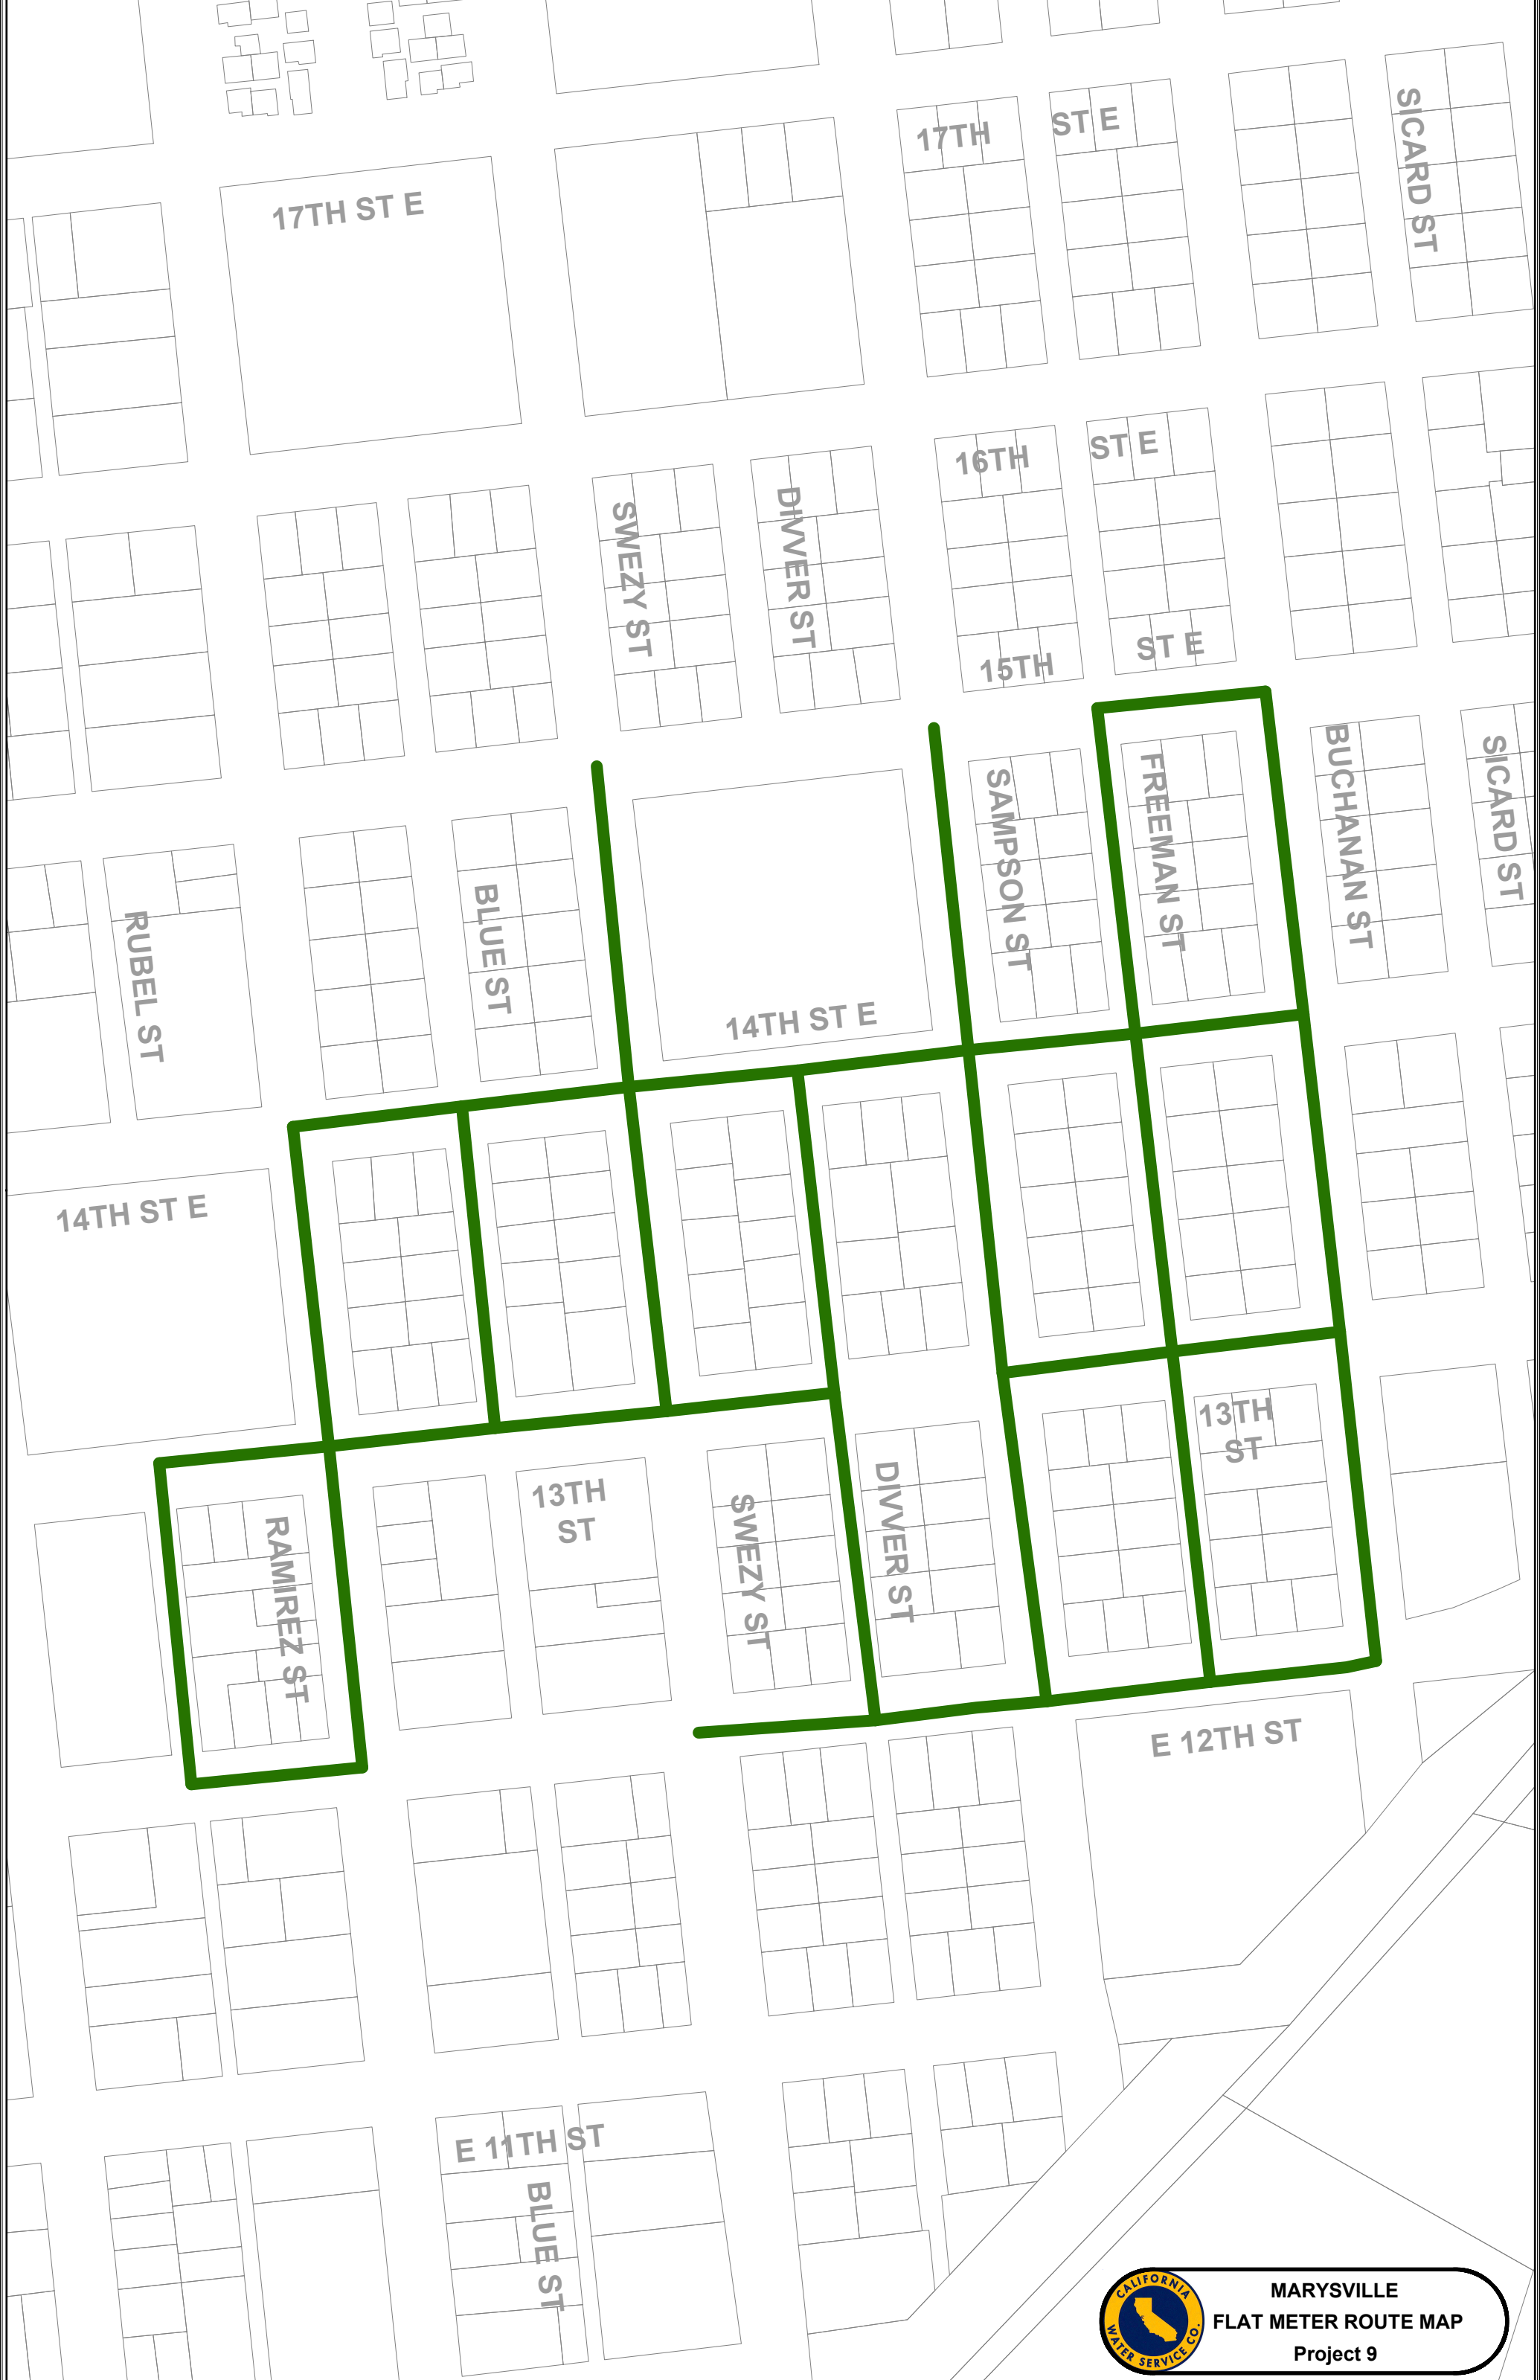 17TH ST E
SICARD ST
17TH ST E
16TH ST E
SWEZY ST
DIVVER ST
15TH ST E
BUCHANAN ST
SICARD ST
FREEMAN ST
SAMPSON ST
BLUE ST
RUBEL ST
14TH ST E
14TH ST E
13TH
ST
13TH
ST
DIVVER ST
SWEZY ST
RAMIREZ ST
E 12TH ST
E 11TH ST
BLUE ST
CALIFORNIA
WATER SERVICE CO.
MARYSVILLE
FLAT METER ROUTE MAP
Project 9